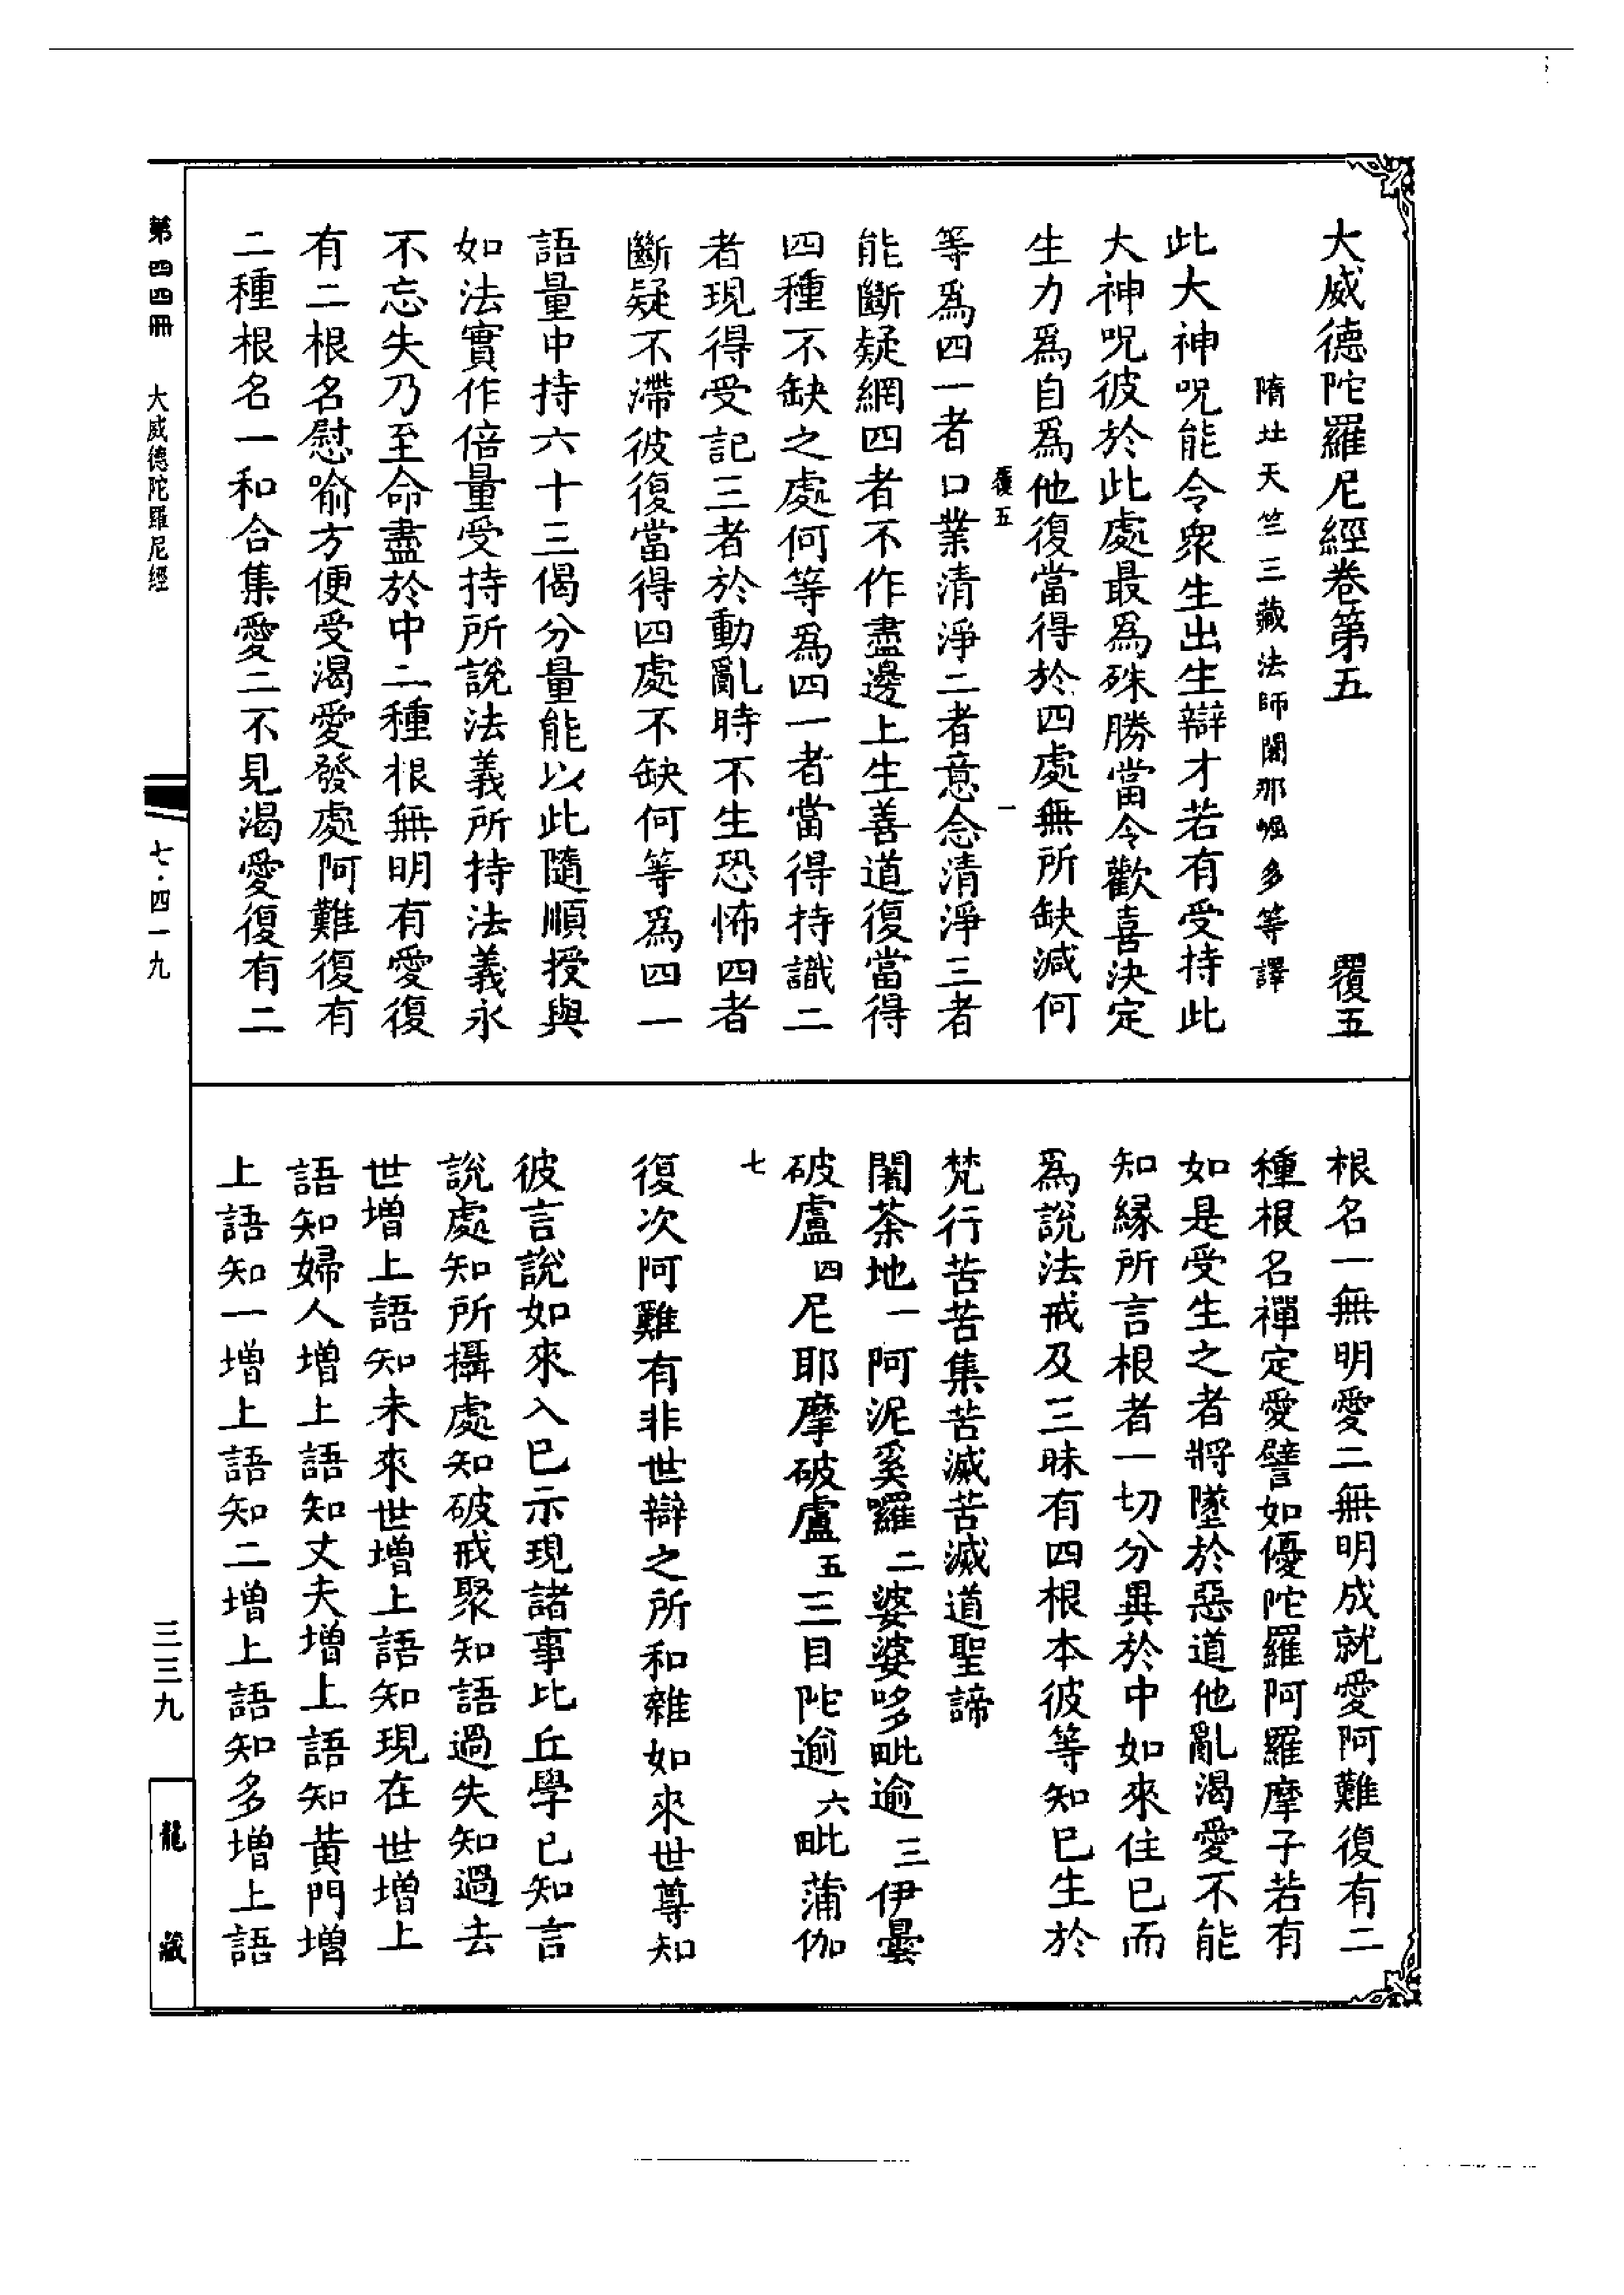 大威德陀羅尼經卷第五　覆五
隋北天竺三藏法師闍那崛多等譯
此大神呪能令衆生出生辯才若有受持此
大神呪彼於此處最爲殊勝當令歡喜決定
生力爲自爲他復當得於四處無所缺減何
覆五　一
等爲四一者口業清淨二者意念清淨三者
能斷疑網四者不作盡邊上生善道復當得
四種不缺之處何等爲四一者當得持識二
者現得受記三者於動亂時不生恐怖四者
斷疑不滯彼復當得四處不缺何等爲四一
語量中持六十三偈分量能以此隨順授與
如法實作倍量受持所說法義所持法義永
不忘失乃至命盡於中二種根無明有愛復
有二根名慰喻方便受渴愛發處阿難復有
二種根名一和合集愛二不見渴愛復有二
根名一無明愛二無明成就愛阿難復有二
種根名禪定愛譬如優陀羅阿羅摩子若有
如是受生之者將墜於惡道他亂渴愛不能
知緣所言根者一切分異於中如來住已而
爲說法戒及三昧有四根本彼等知已生於
梵行苦苦集苦滅苦滅道聖諦
闍荼地一阿泥奚囉二婆婆哆毗逾三伊曇
破盧四尼耶摩破盧五三目陀逾六毗蒲伽
七
復次阿難有非世辯之所和雜如來世尊知
彼言說如來入已示現諸事比丘學已知言
說處知所攝處知破戒聚知語過失知過去
世增上語知未來世增上語知現在世增上
語知婦人增上語知丈夫增上語知黃門增
上語知一增上語知二增上語知多增上語
第四四冊　大威德陀羅尼經
七·四一九
三三九
龍藏